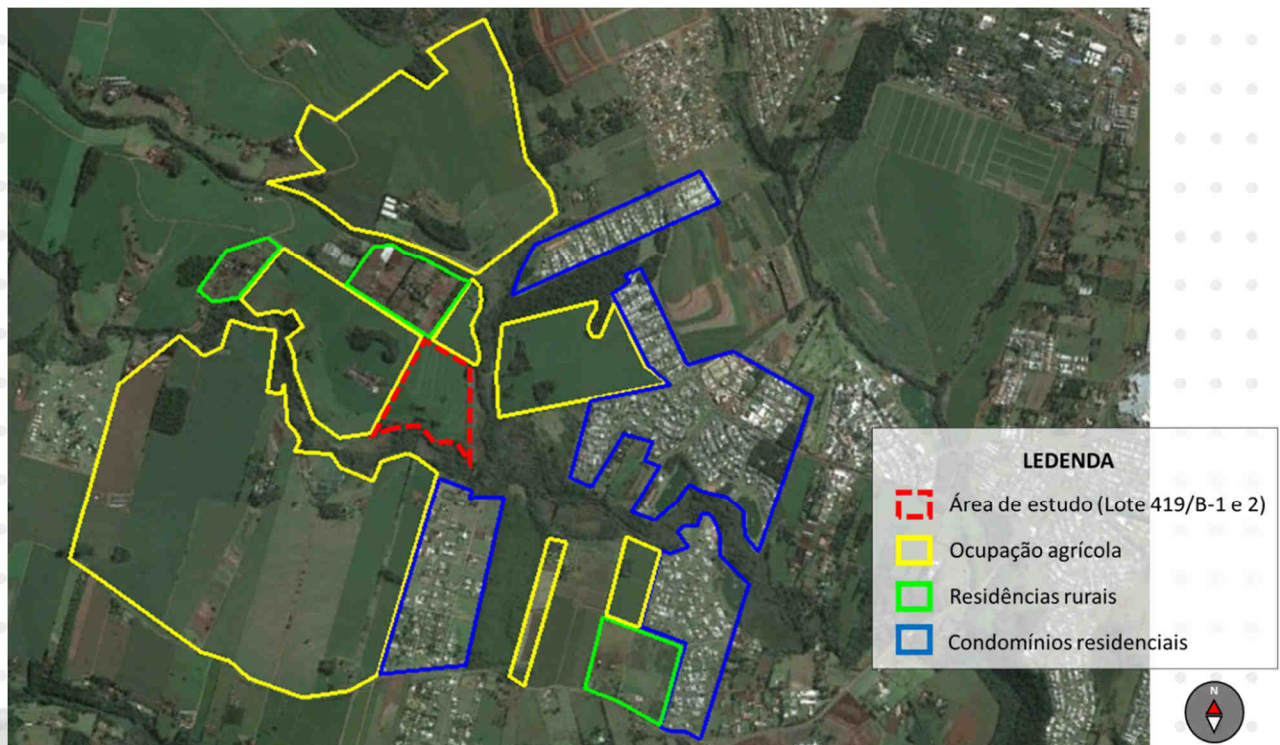 LEDENDA
Área de estudo (Lote 419/B-1 e 2)
Ocupação agrícola
Residências rurais
Condomínios residenciais
N